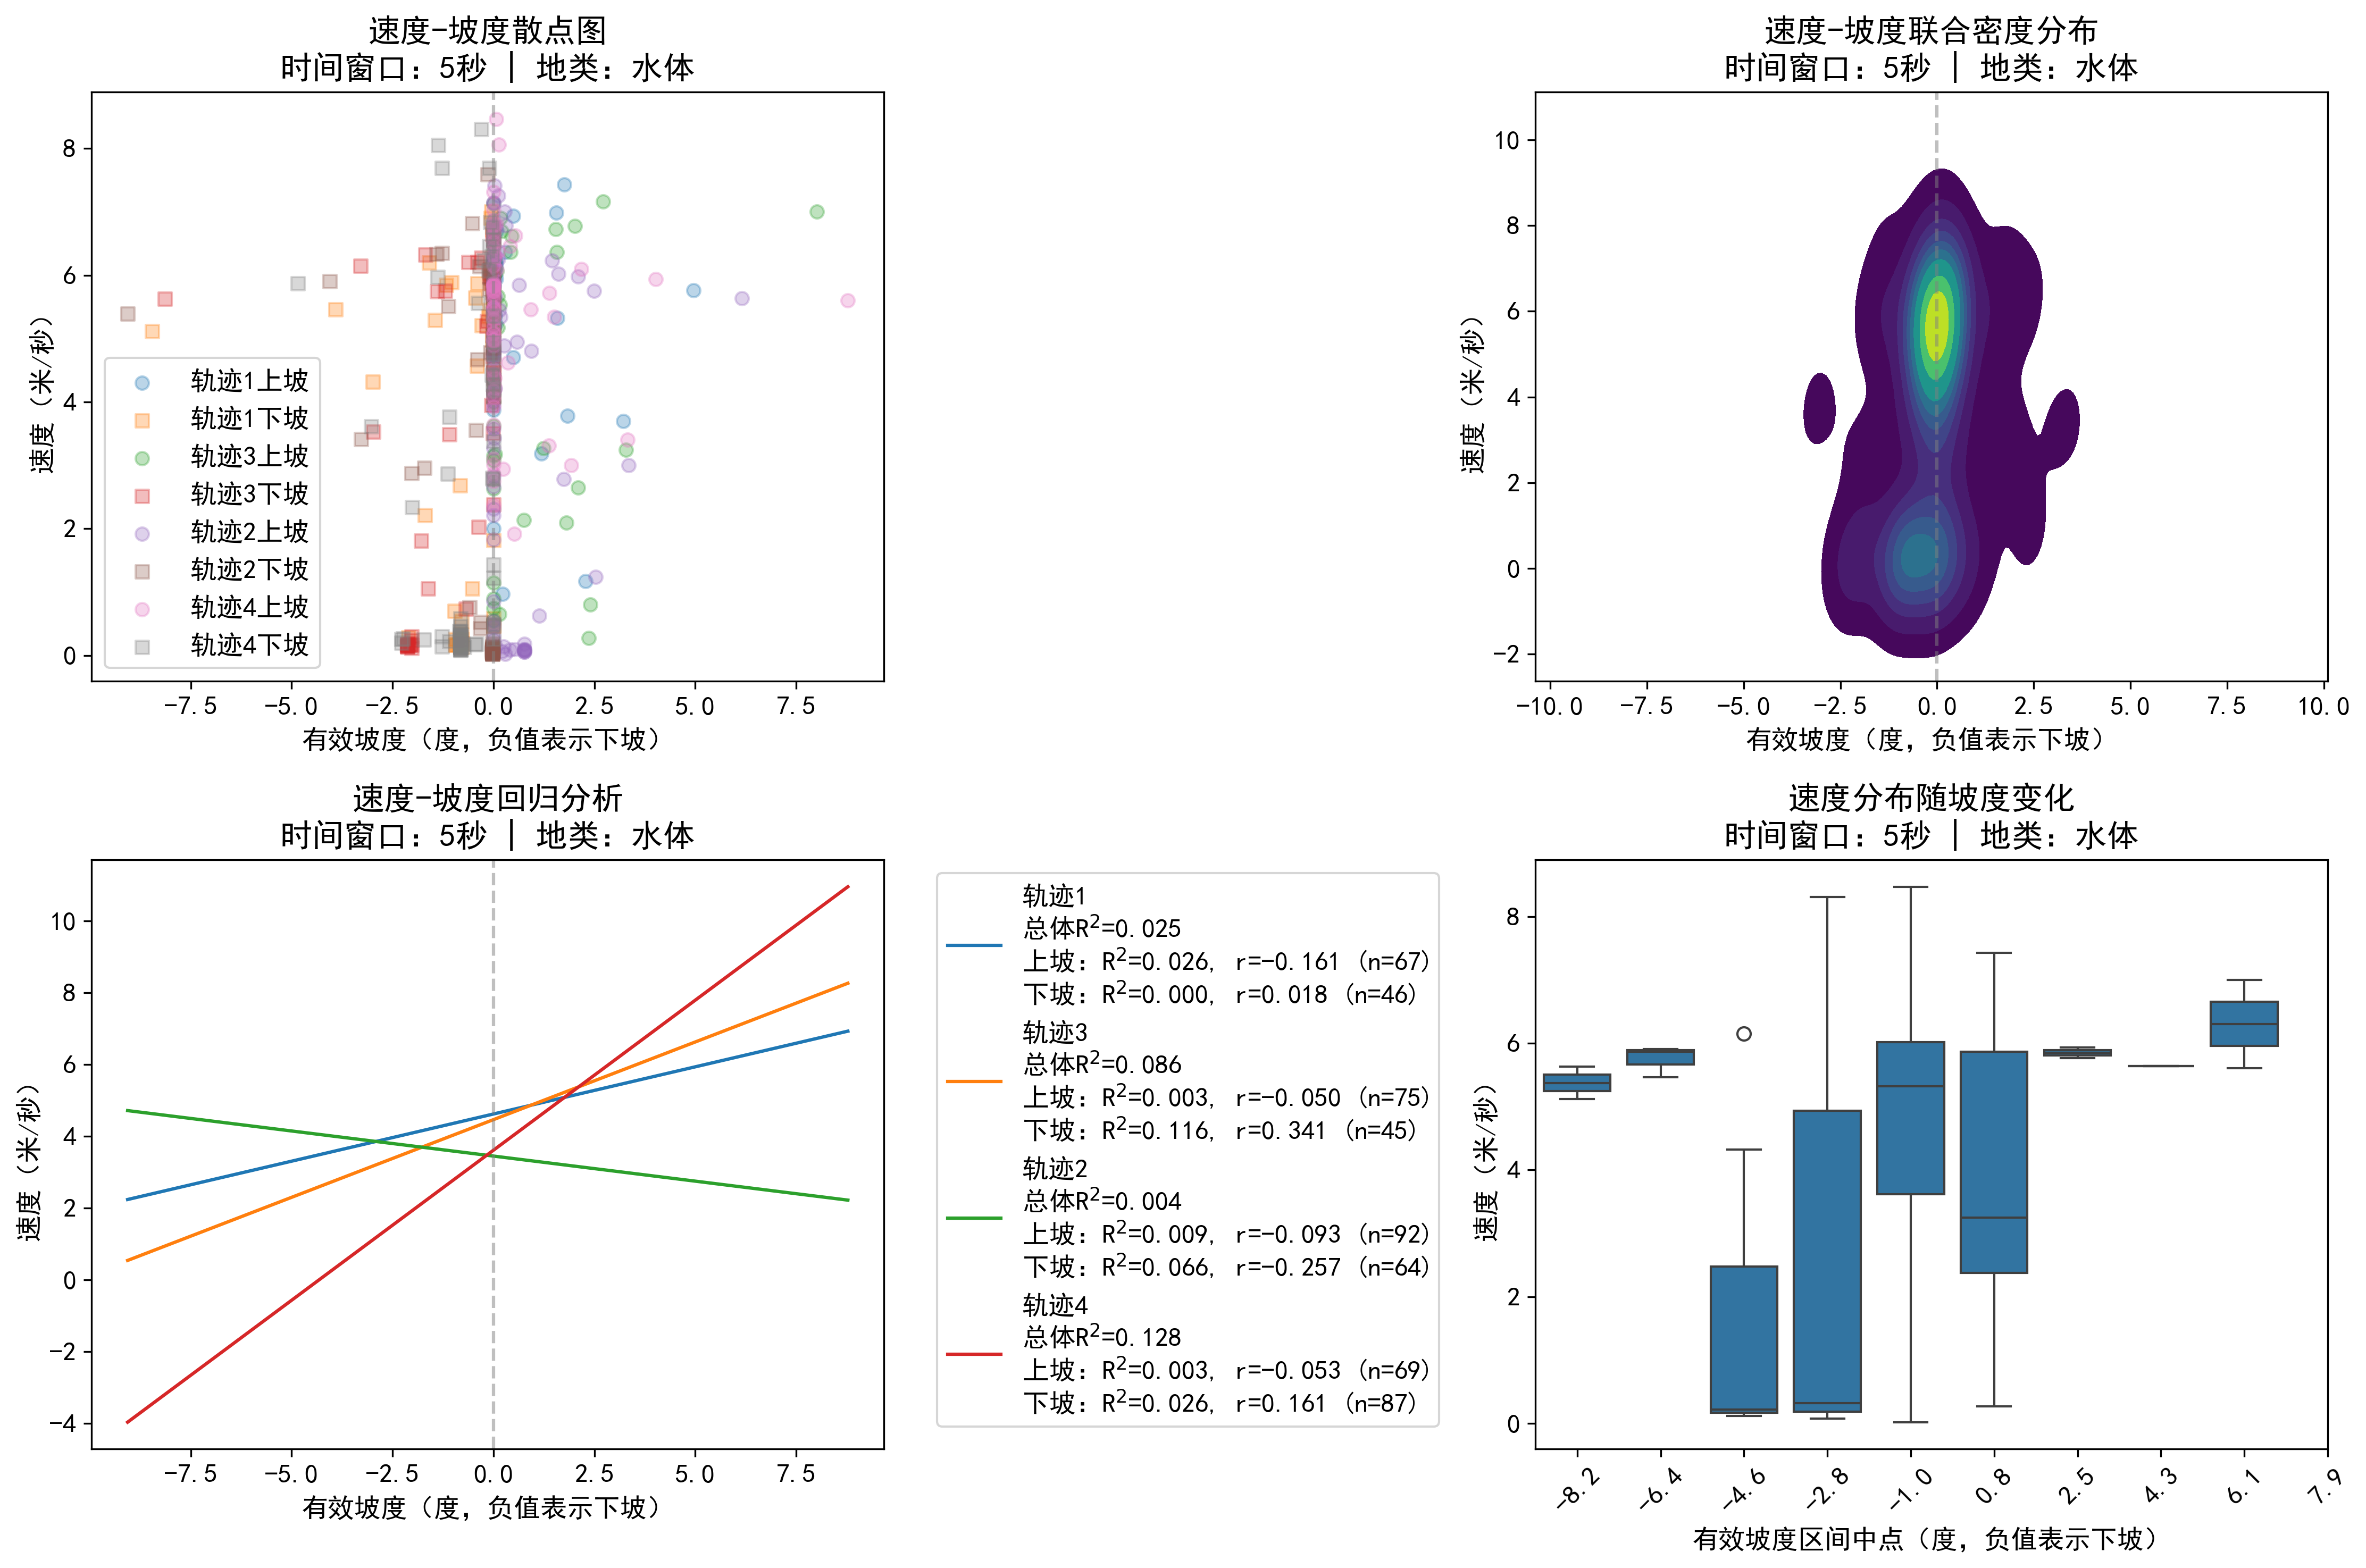 速度-坡度散点图
时间窗口：5秒 | 地类：水体
速度（米/秒）
8
6
4
2
0
轨迹1上坡
轨迹1下坡
轨迹3上坡
轨迹3下坡
轨迹2上坡
轨迹2下坡
轨迹4上坡
轨迹4下坡
−7.5 −5.0 −2.5 0.0 2.5 5.0 7.5
有效坡度（度，负值表示下坡）
速度-坡度联合密度分布
时间窗口：5秒 | 地类：水体
速度（米/秒）
10
8
6
4
2
0
−2
−10.0 −7.5 −5.0 −2.5 0.0 2.5 5.0 7.5 10.0
有效坡度（度，负值表示下坡）
速度-坡度回归分析
时间窗口：5秒 | 地类：水体
速度（米/秒）
10
8
6
4
2
0
−2
−4
−7.5 −5.0 −2.5 0.0 2.5 5.0 7.5
有效坡度（度，负值表示下坡）
轨迹1
总体R²=0.025
上坡：R²=0.026, r=-0.161 (n=67)
下坡：R²=0.000, r=0.018 (n=46)
轨迹3
总体R²=0.086
上坡：R²=0.003, r=-0.050 (n=75)
下坡：R²=0.116, r=0.341 (n=45)
轨迹2
总体R²=0.004
上坡：R²=0.009, r=-0.093 (n=92)
下坡：R²=0.066, r=-0.257 (n=64)
轨迹4
总体R²=0.128
上坡：R²=0.003, r=-0.053 (n=69)
下坡：R²=0.026, r=0.161 (n=87)
速度分布随坡度变化
时间窗口：5秒 | 地类：水体
速度（米/秒）
8
6
4
2
0
−8.2 −6.4 −4.6 −2.8 −1.0 0.8 2.5 4.3 6.1 7.9
有效坡度区间中点（度，负值表示下坡）